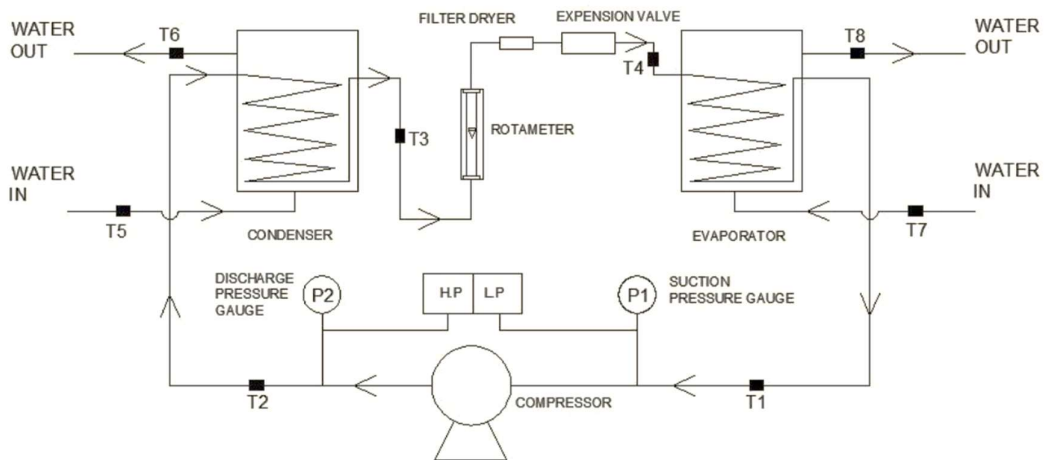 WATER
OUT
T6
FILTER DRYER
EXPENSION VALVE
T4
T8
WATER
OUT
T3
ROTAMETER
WATER
IN
T5
CONDENSER
EVAPORATOR
T7
WATER
IN
DISCHARGE
PRESSURE
GAUGE
P2
H.P
L.P
P1
SUCTION
PRESSURE GAUGE
T2
COMPRESSOR
T1